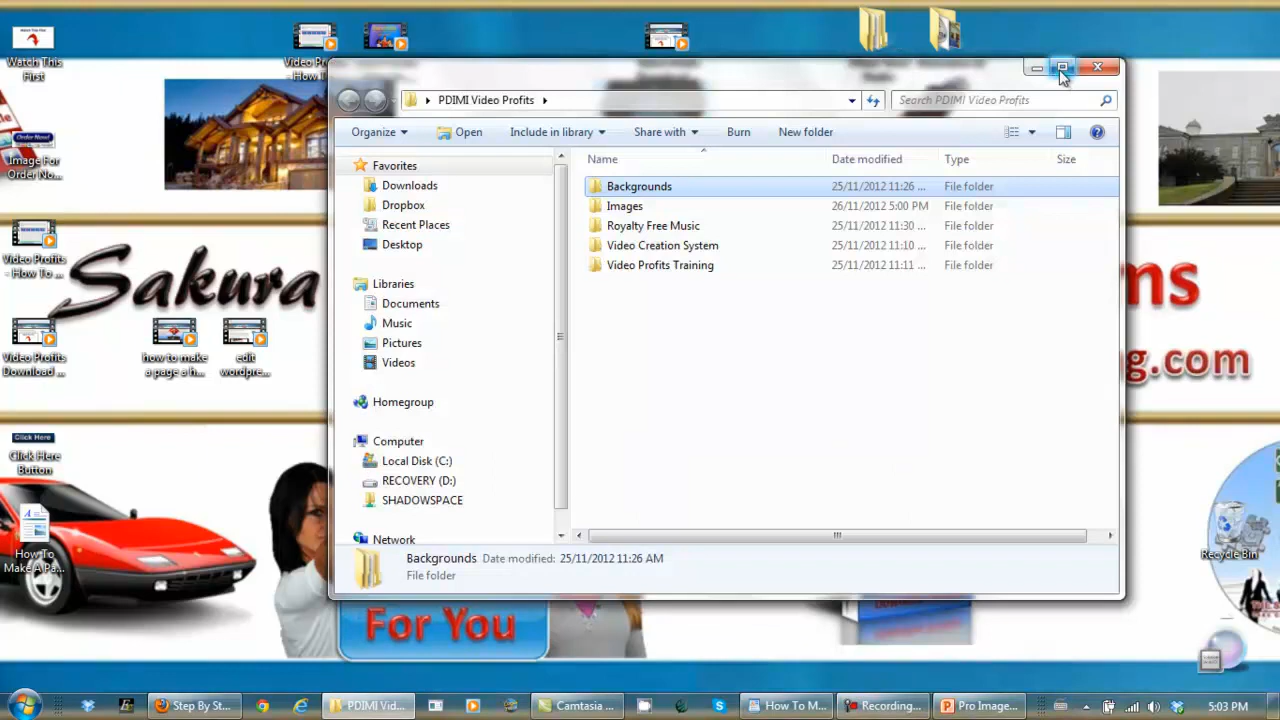 Watch This
First
Video Pr
- How T
PDIMI Video Profits
Search PDIMI Video Profits
Organize
Open
Include in library
Share with
Burn
New folder
Order Now!
Image For
Order No...
Favorites
Downloads
Dropbox
Recent Places
Desktop
Libraries
Documents
Music
Pictures
Videos
Homegroup
Computer
Local Disk (C:)
RECOVERY (D:)
SHADOWSPACE
Network
Name
Date modified
Type
Size
Backgrounds 25/11/2012 11:26 ... File folder
Images 26/11/2012 5:00 PM File folder
Royalty Free Music 25/11/2012 11:30 ... File folder
Video Creation System 25/11/2012 11:10 ... File folder
Video Profits Training 25/11/2012 11:11 ... File folder
Video Profits
- How To ...
Sakura
ms
g.com
Video Profits
Download ...
how to make
a page a h...
edit
wordpre...
Click Here
Click Here
Button
How To
Make A Pa...
Backgrounds Date modified: 25/11/2012 11:26 AM
File folder
Recycle Bin
For You
Step By St...
PDIMI Vid...
Camtasia ...
How To M...
Recording...
Pro Image...
5:03 PM